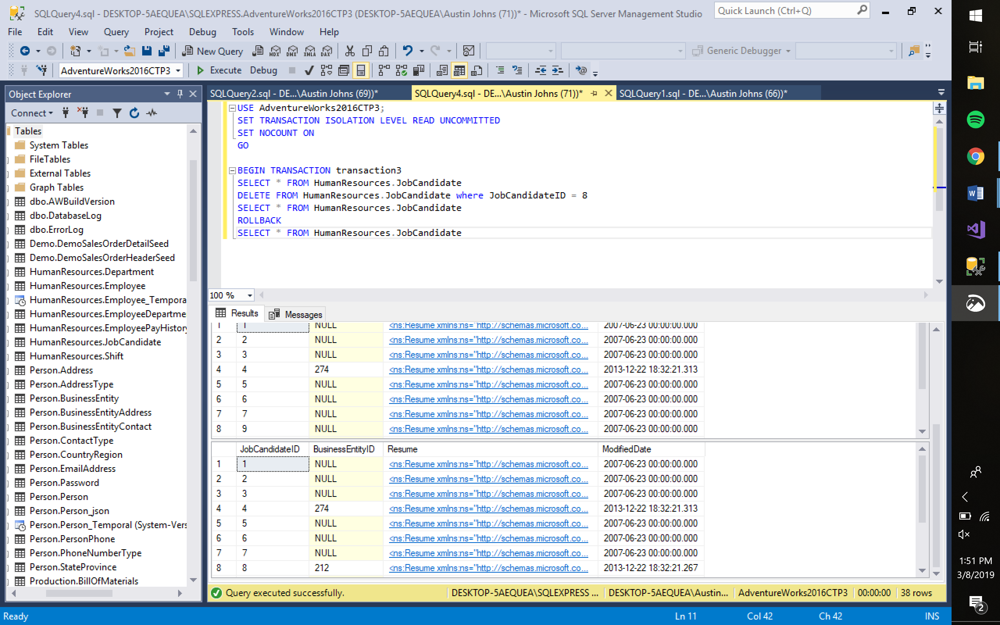 SQLQuery4.sql - DESKTOP-5AEQUEA\SQLEXPRESS.AdventureWorks2016CTP3 (DESKTOP-5AEQUEA\Austin Johns (71))* - Microsoft SQL Server Management Studio
Quick Launch (Ctrl+Q)
File Edit View Query Project Debug Tools Window Help
New Query MDX DMX XMLA DAX Generic Debugger
AdventureWorks2016CTP3 Execute Debug
Object Explorer
Connect
Tables
System Tables
FileTables
External Tables
Graph Tables
dbo.AWBuildVersion
dbo.DatabaseLog
dbo.ErrorLog
Demo.DemoSalesOrderDetailSeed
Demo.DemoSalesOrderHeaderSeed
HumanResources.Department
HumanResources.Employee
HumanResources.Employee_Tempora
HumanResources.EmployeeDepartme
HumanResources.EmployeePayHistory
HumanResources.JobCandidate
HumanResources.Shift
Person.Address
Person.AddressType
Person.BusinessEntity
Person.BusinessEntityAddress
Person.BusinessEntityContact
Person.ContactType
Person.CountryRegion
Person.EmailAddress
Person.Password
Person.Person
Person.Person_json
Person.Person_Temporal (System-Vers
Person.PersonPhone
Person.PhoneNumberType
Person.StateProvince
Production.BillOfMaterials
SQLQuery2.sql - DE...\Austin Johns (69))* SQLQuery4.sql - DE...\Austin Johns (71))* SQLQuery1.sql - DE...\Austin Johns (66))*
USE AdventureWorks2016CTP3;
SET TRANSACTION ISOLATION LEVEL READ UNCOMMITTED
SET NOCOUNT ON
GO
BEGIN TRANSACTION transaction3
SELECT * FROM HumanResources.JobCandidate
DELETE FROM HumanResources.JobCandidate where JobCandidateID = 8
SELECT * FROM HumanResources.JobCandidate
ROLLBACK
SELECT * FROM HumanResources.JobCandidate
100 %
Results Messages
1 1 NULL <ns:Resume xmlns:ns="http://schemas.microsoft.co... 2007-06-23 00:00:00.000
2 2 NULL <ns:Resume xmlns:ns="http://schemas.microsoft.co... 2007-06-23 00:00:00.000
3 3 NULL <ns:Resume xmlns:ns="http://schemas.microsoft.co... 2007-06-23 00:00:00.000
4 4 274 <ns:Resume xmlns:ns="http://schemas.microsoft.co... 2013-12-22 18:32:21.313
5 5 NULL <ns:Resume xmlns:ns="http://schemas.microsoft.co... 2007-06-23 00:00:00.000
6 6 NULL <ns:Resume xmlns:ns="http://schemas.microsoft.co... 2007-06-23 00:00:00.000
7 7 NULL <ns:Resume xmlns:ns="http://schemas.microsoft.co... 2007-06-23 00:00:00.000
8 9 NULL <ns:Resume xmlns:ns="http://schemas.microsoft.co... 2007-06-23 00:00:00.000
JobCandidateID BusinessEntityID Resume ModifiedDate
1 1 NULL <ns:Resume xmlns:ns="http://schemas.microsoft.co... 2007-06-23 00:00:00.000
2 2 NULL <ns:Resume xmlns:ns="http://schemas.microsoft.co... 2007-06-23 00:00:00.000
3 3 NULL <ns:Resume xmlns:ns="http://schemas.microsoft.co... 2007-06-23 00:00:00.000
4 4 274 <ns:Resume xmlns:ns="http://schemas.microsoft.co... 2013-12-22 18:32:21.313
5 5 NULL <ns:Resume xmlns:ns="http://schemas.microsoft.co... 2007-06-23 00:00:00.000
6 6 NULL <ns:Resume xmlns:ns="http://schemas.microsoft.co... 2007-06-23 00:00:00.000
7 7 NULL <ns:Resume xmlns:ns="http://schemas.microsoft.co... 2007-06-23 00:00:00.000
8 8 212 <ns:Resume xmlns:ns="http://schemas.microsoft.co... 2013-12-22 18:32:21.267
Query executed successfully. DESKTOP-5AEQUEA\SQLEXPRESS ... DESKTOP-5AEQUEA\Austin... AdventureWorks2016CTP3 00:00:00 38 rows
Ready Ln 11 Col 42 Ch 42 INS
1:51 PM
3/8/2019
2